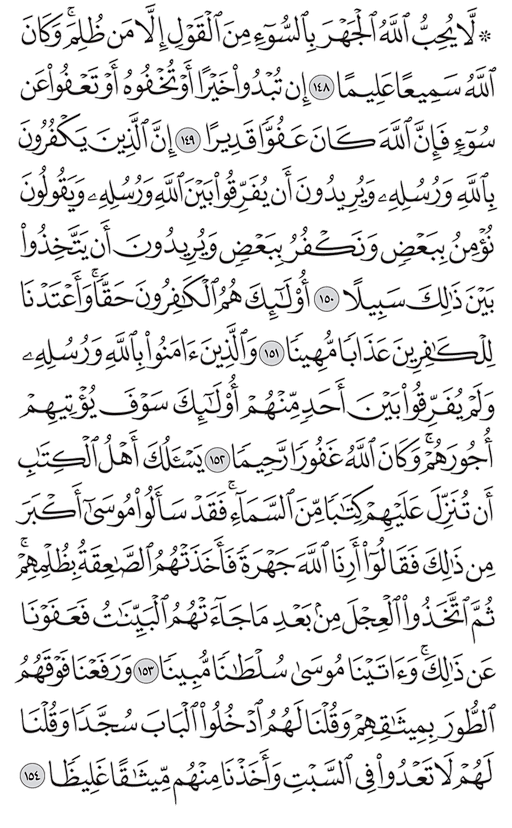 ۞ لَّا يُحِبُّ ٱللَّهُ ٱلْجَهْرَ بِٱلسُّوٓءِ مِنَ ٱلْقَوْلِ إِلَّا مَن ظُلِمَۚ وَكَانَ
ٱللَّهُ سَمِيعًا عَلِيمًا ١٤٨ إِن تُبْدُوا۟ خَيْرًا أَوْ تُخْفُوهُ أَوْ تَعْفُوا۟ عَن
سُوٓءٍ فَإِنَّ ٱللَّهَ كَانَ عَفُوًّا قَدِيرًا ١٤٩ إِنَّ ٱلَّذِينَ يَكْفُرُونَ
بِٱللَّهِ وَرُسُلِهِۦ وَيُرِيدُونَ أَن يُفَرِّقُوا۟ بَيْنَ ٱللَّهِ وَرُسُلِهِۦ وَيَقُولُونَ
نُؤْمِنُ بِبَعْضٍ وَنَكْفُرُ بِبَعْضٍ وَيُرِيدُونَ أَن يَتَّخِذُوا۟
بَيْنَ ذَٰلِكَ سَبِيلًا ١٥٠ أُو۟لَٰٓئِكَ هُمُ ٱلْكَٰفِرُونَ حَقًّاۚ وَأَعْتَدْنَا
لِلْكَٰفِرِينَ عَذَابًا مُّهِينًا ١٥١ وَٱلَّذِينَ ءَامَنُوا۟ بِٱللَّهِ وَرُسُلِهِۦ
وَلَمْ يُفَرِّقُوا۟ بَيْنَ أَحَدٍ مِّنْهُمْ أُو۟لَٰٓئِكَ سَوْفَ يُؤْتِيهِمْ
أُجُورَهُمْۚ وَكَانَ ٱللَّهُ غَفُورًا رَّحِيمًا ١٥٢ يَسْـَٔلُكَ أَهْلُ ٱلْكِتَٰبِ
أَن تُنَزِّلَ عَلَيْهِمْ كِتَٰبًا مِّنَ ٱلسَّمَآءِۚ فَقَدْ سَأَلُوا۟ مُوسَىٰٓ أَكْبَرَ
مِن ذَٰلِكَ فَقَالُوٓا۟ أَرِنَا ٱللَّهَ جَهْرَةً فَأَخَذَتْهُمُ ٱلصَّٰعِقَةُ بِظُلْمِهِمْۚ
ثُمَّ ٱتَّخَذُوا۟ ٱلْعِجْلَ مِنۢ بَعْدِ مَا جَآءَتْهُمُ ٱلْبَيِّنَٰتُ فَعَفَوْنَا
عَن ذَٰلِكَۚ وَءَاتَيْنَا مُوسَىٰ سُلْطَٰنًا مُّبِينًا ١٥٣ وَرَفَعْنَا فَوْقَهُمُ
ٱلطُّورَ بِمِيثَٰقِهِمْ وَقُلْنَا لَهُمُ ٱدْخُلُوا۟ ٱلْبَابَ سُجَّدًا وَقُلْنَا
لَهُمْ لَا تَعْدُوا۟ فِى ٱلسَّبْتِ وَأَخَذْنَا مِنْهُم مِّيثَٰقًا غَلِيظًا ١٥٤